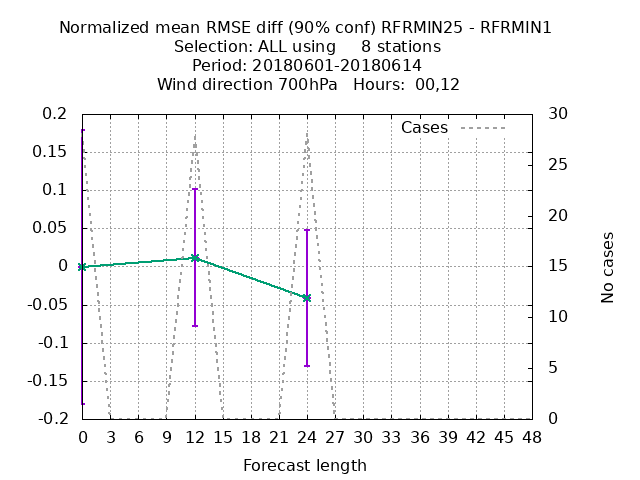 Normalized mean RMSE diff (90% conf) RFRMIN25 - RFRMIN1
Selection: ALL using     8 stations
Period: 20180601-20180614
Wind direction 700hPa   Hours:  00,12
Cases
0.2
0.15
0.1
0.05
0
-0.05
-0.1
-0.15
-0.2
30
25
20
15
10
5
0
No cases
0 3 6 9 12 15 18 21 24 27 30 33 36 39 42 45 48
Forecast length